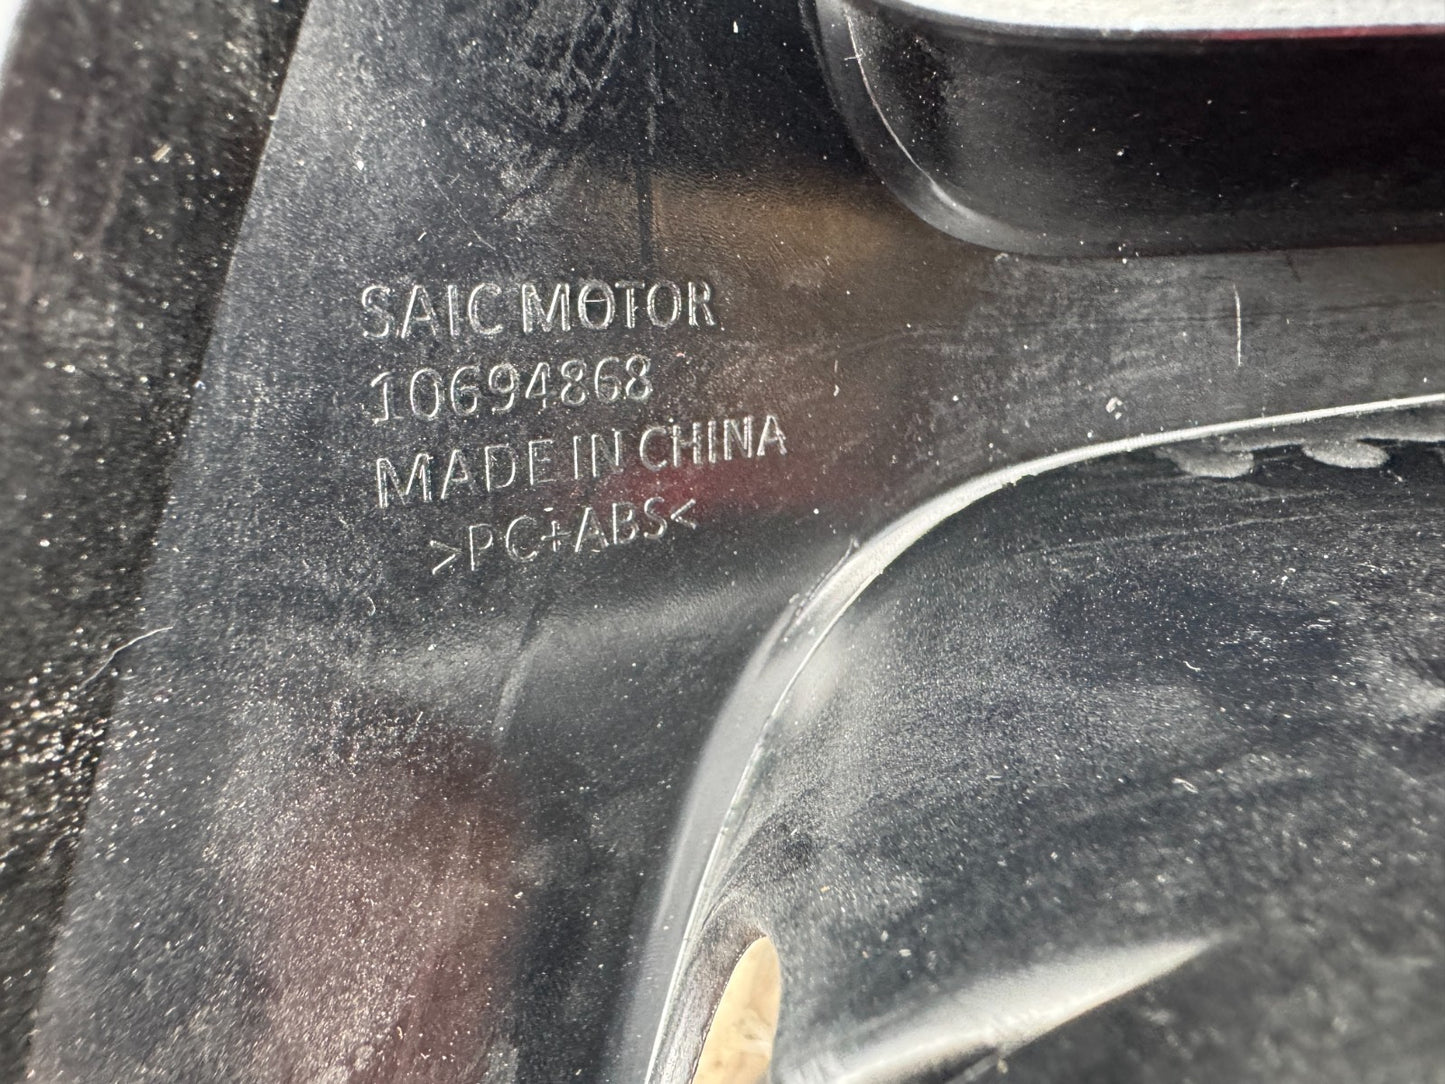 SAIC MOTOR
10694868
MADE IN CHINA
>PC+ABS<